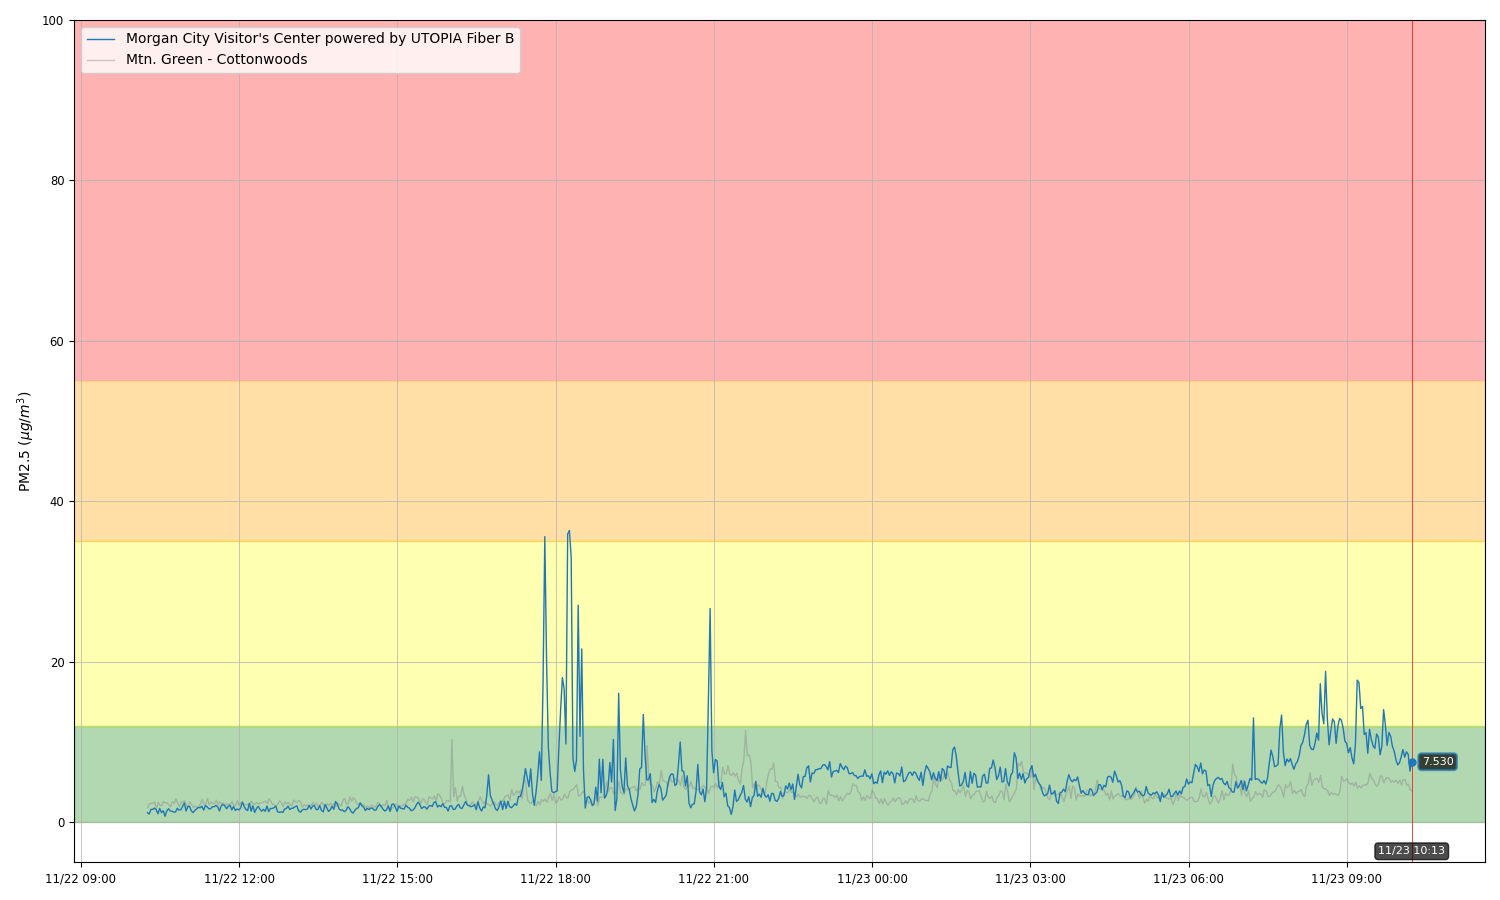 100
Morgan City Visitor's Center powered by UTOPIA Fiber B
Mtn. Green - Cottonwoods
80
60
PM2.5 (μg/m³)
40
20
7.530
0
11/23 10:13
11/22 09:00 11/22 12:00 11/22 15:00 11/22 18:00 11/22 21:00 11/23 00:00 11/23 03:00 11/23 06:00 11/23 09:00